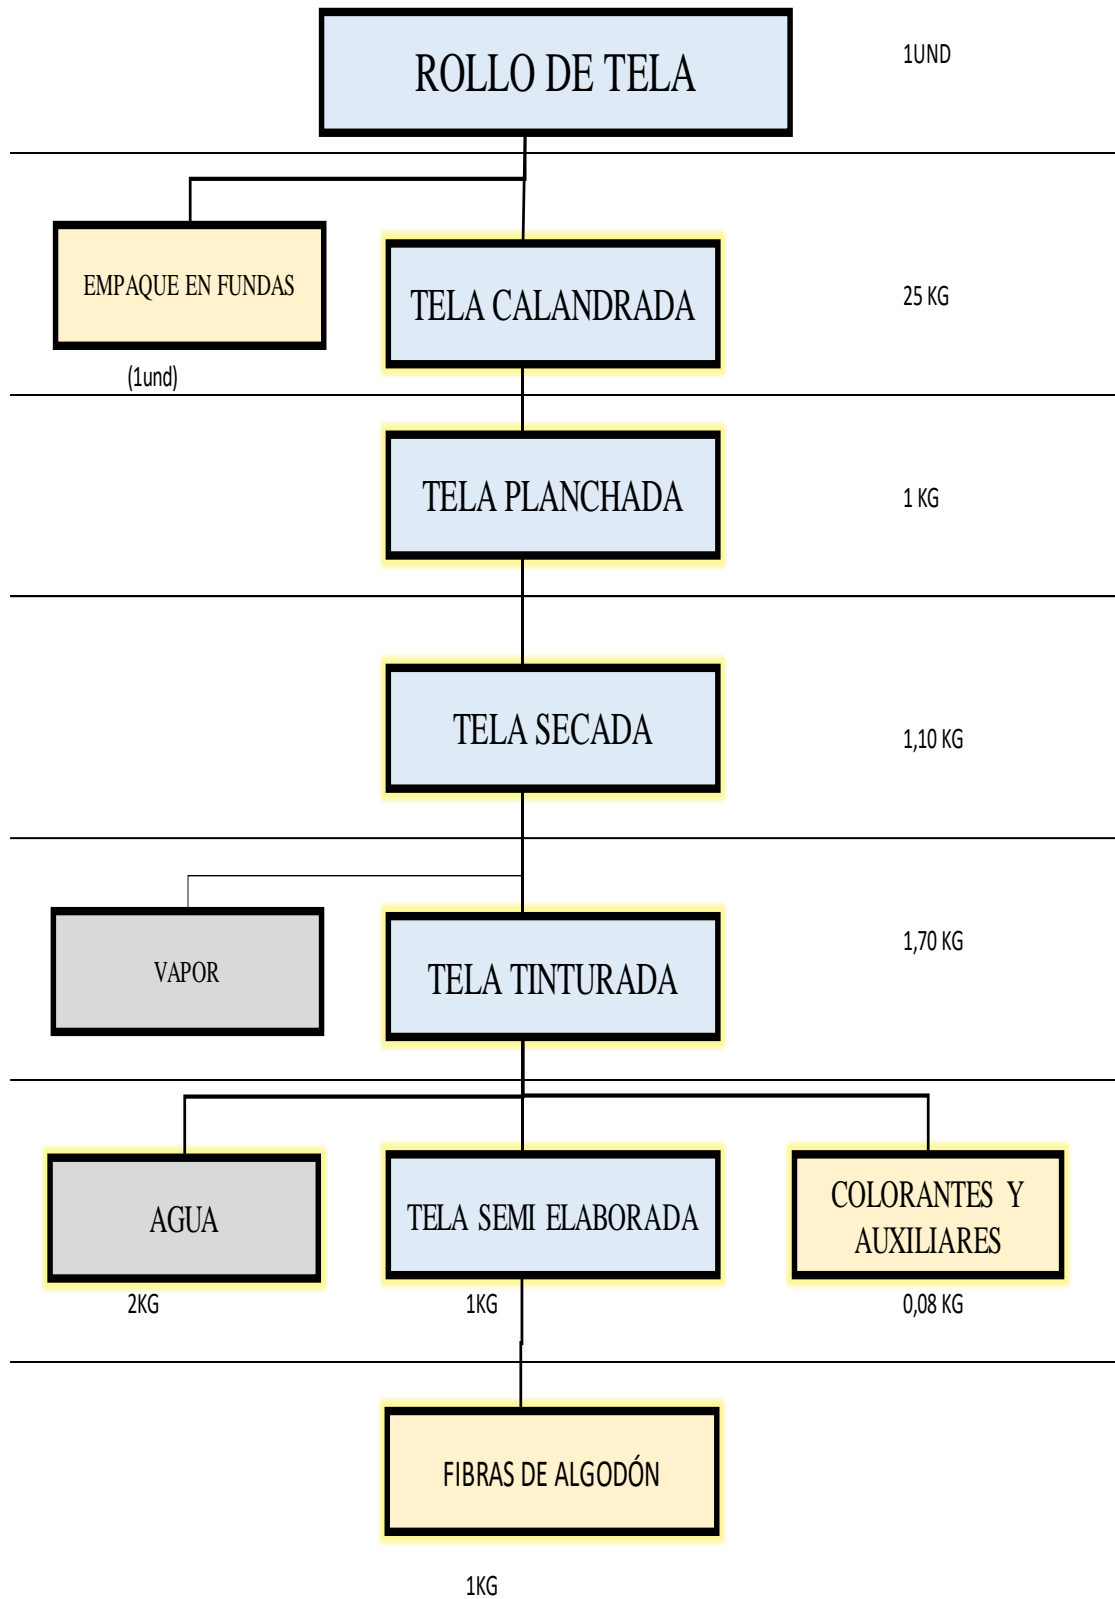 ROLLO DE TELA
1UND
EMPAQUE EN FUNDAS
(1und)
TELA CALANDRADA
25 KG
TELA PLANCHADA
1 KG
TELA SECADA
1,10 KG
VAPOR
TELA TINTURADA
1,70 KG
AGUA
2KG
TELA SEMI ELABORADA
1KG
COLORANTES Y
AUXILIARES
0,08 KG
FIBRAS DE ALGODÓN
1KG